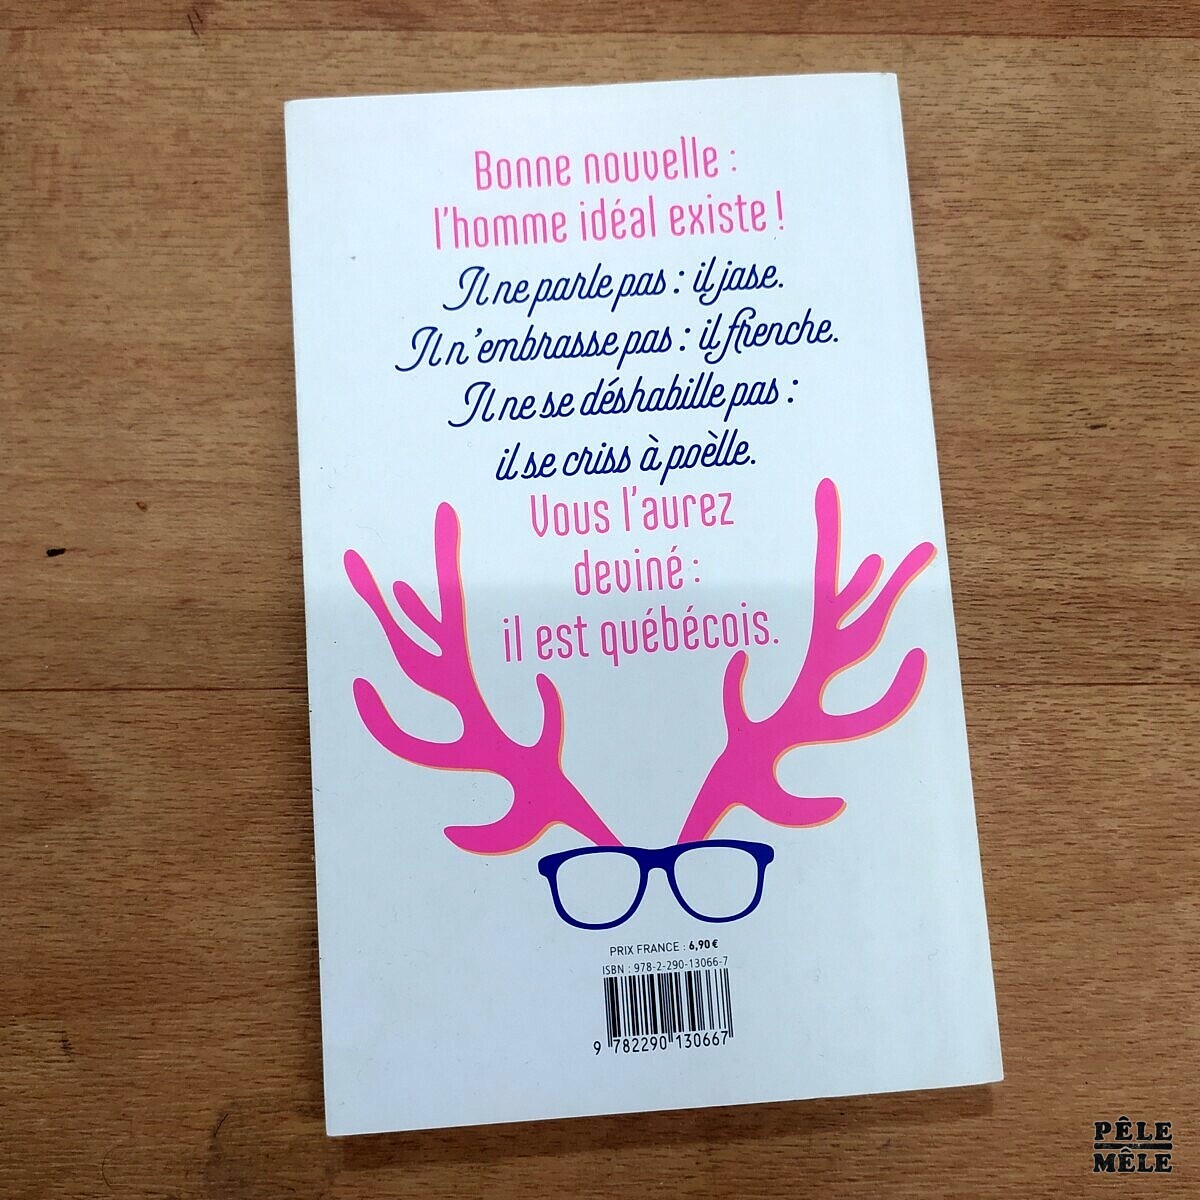 Bonne nouvelle :
l'homme idéal existe !
Il ne parle pas : il jase.
Il n'embrasse pas : il frenche.
Il ne se déshabille pas :
il se criss à poèlle.
Vous l'aurez
deviné :
il est québécois.
PRIX FRANCE : 6,90 €
ISBN : 978-2-290-13066-7
9 782290 130667
PÊLE
MÊLE